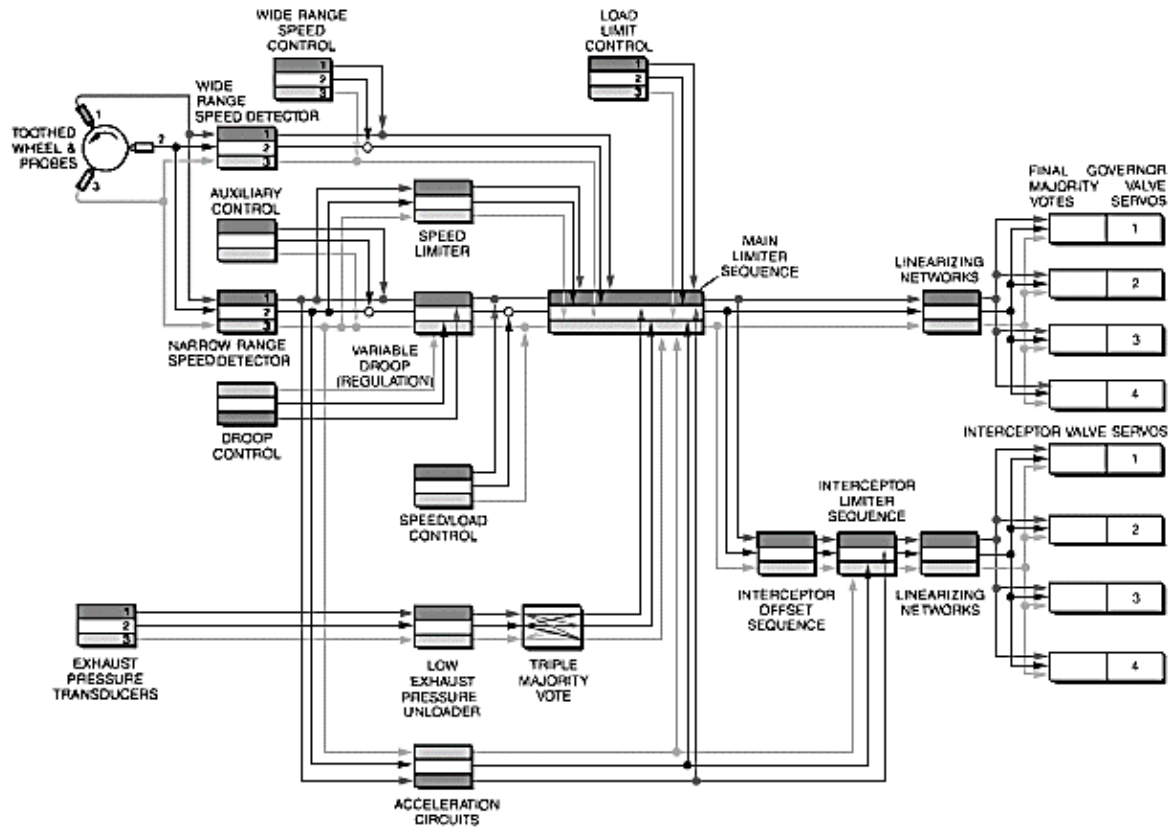 WIDE RANGE
SPEED
CONTROL
1
2
3
LOAD
LIMIT
CONTROL
1
2
3
WIDE
RANGE
SPEED DETECTOR
1
2
3
TOOTHED
WHEEL &
PROBES
1
2
3
AUXILIARY
CONTROL
SPEED
LIMITER
MAIN
LIMITER
SEQUENCE
FINAL
MAJORITY
VOTES
GOVERNOR
VALVE
SERVOS
1
2
3
4
LINEARIZING
NETWORKS
1
2
3
NARROW RANGE
SPEED DETECTOR
VARIABLE
DROOP
(REGULATION)
DROOP
CONTROL
SPEED/LOAD
CONTROL
INTERCEPTOR VALVE SERVOS
1
2
3
4
INTERCEPTOR
LIMITER
SEQUENCE
INTERCEPTOR
OFFSET
SEQUENCE
LINEARIZING
NETWORKS
1
2
3
EXHAUST
PRESSURE
TRANSDUCERS
LOW
EXHAUST
PRESSURE
UNLOADER
TRIPLE
MAJORITY
VOTE
ACCELERATION
CIRCUITS